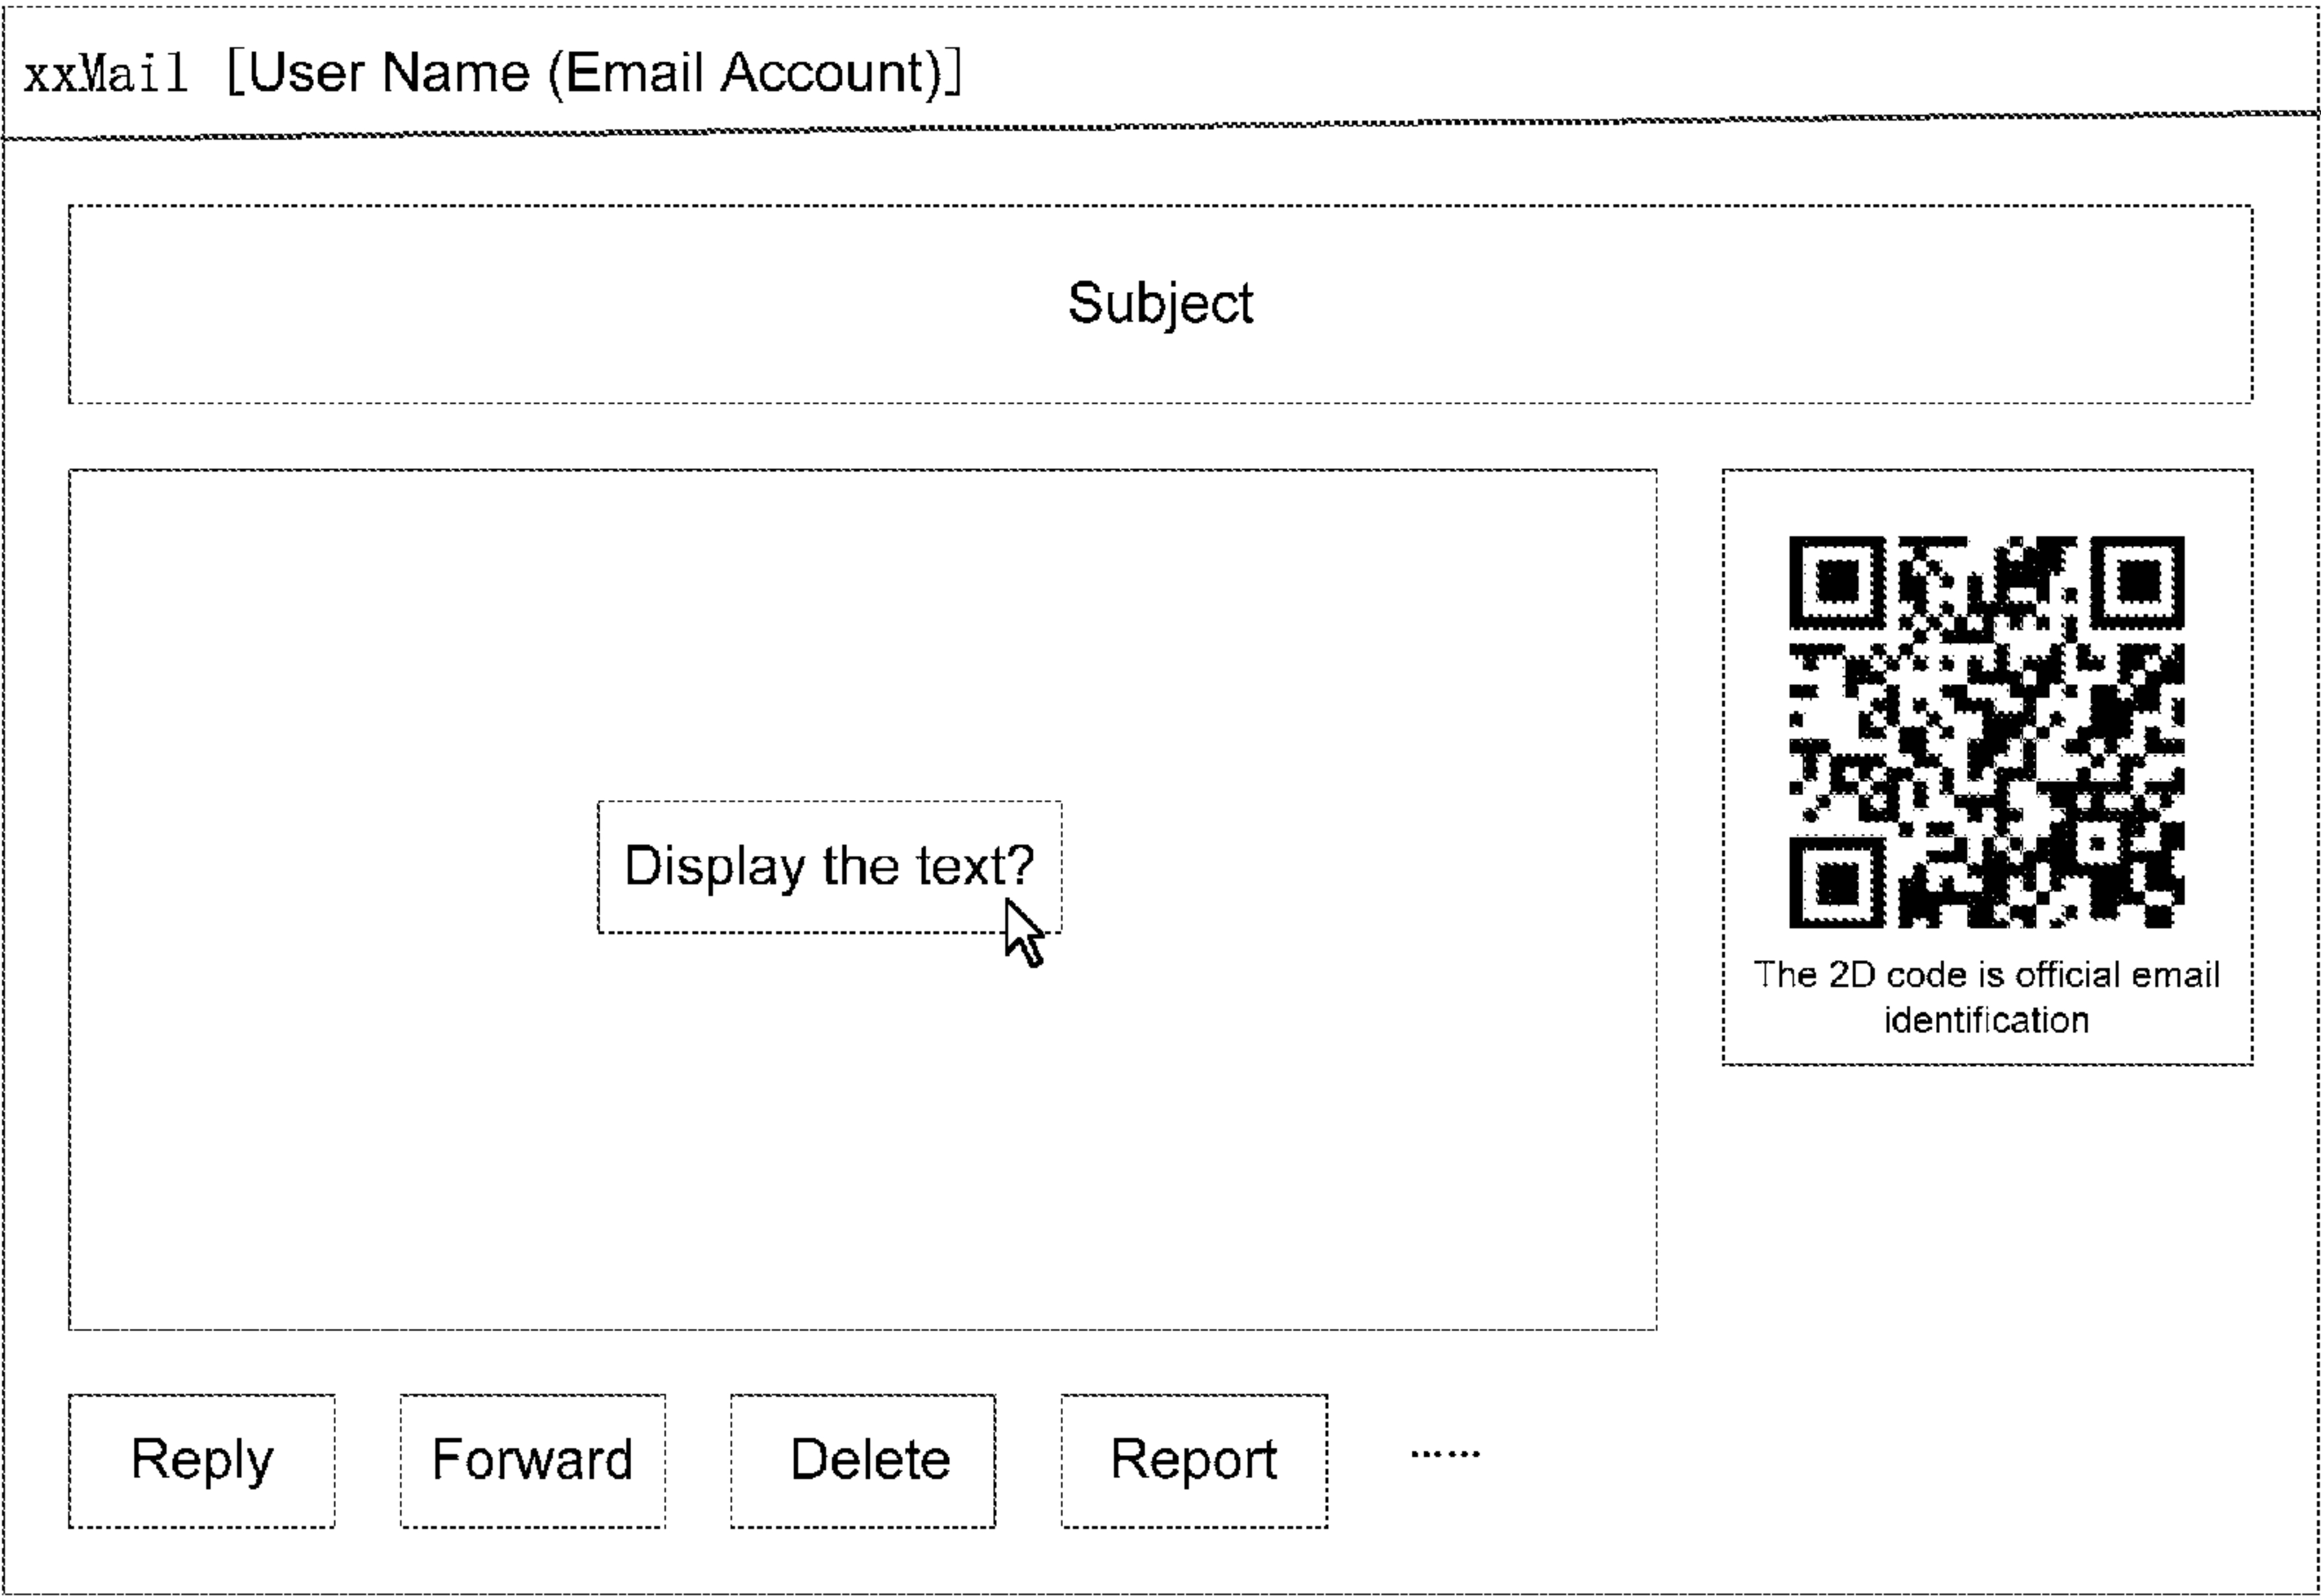 xxMail [User Name (Email Account)]
Subject
Display the text?
The 2D code is official email
identification
Reply
Forward
Delete
Report
……